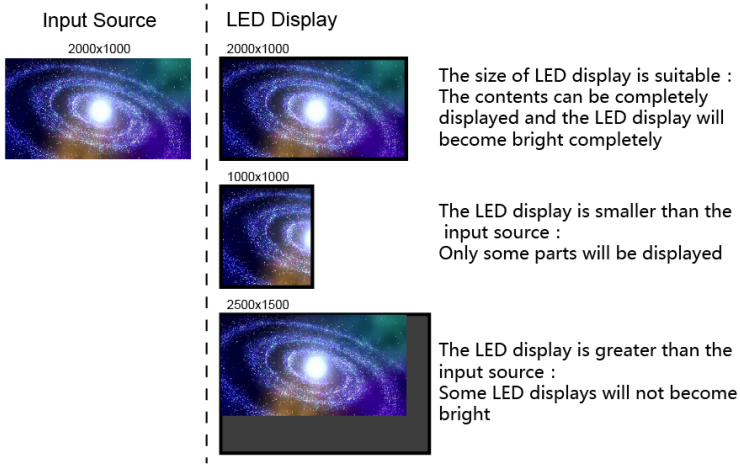 Input Source
LED Display
2000x1000
2000x1000
The size of LED display is suitable :
The contents can be completely
displayed and the LED display will
become bright completely
1000x1000
The LED display is smaller than the
input source :
Only some parts will be displayed
2500x1500
The LED display is greater than the
input source :
Some LED displays will not become
bright